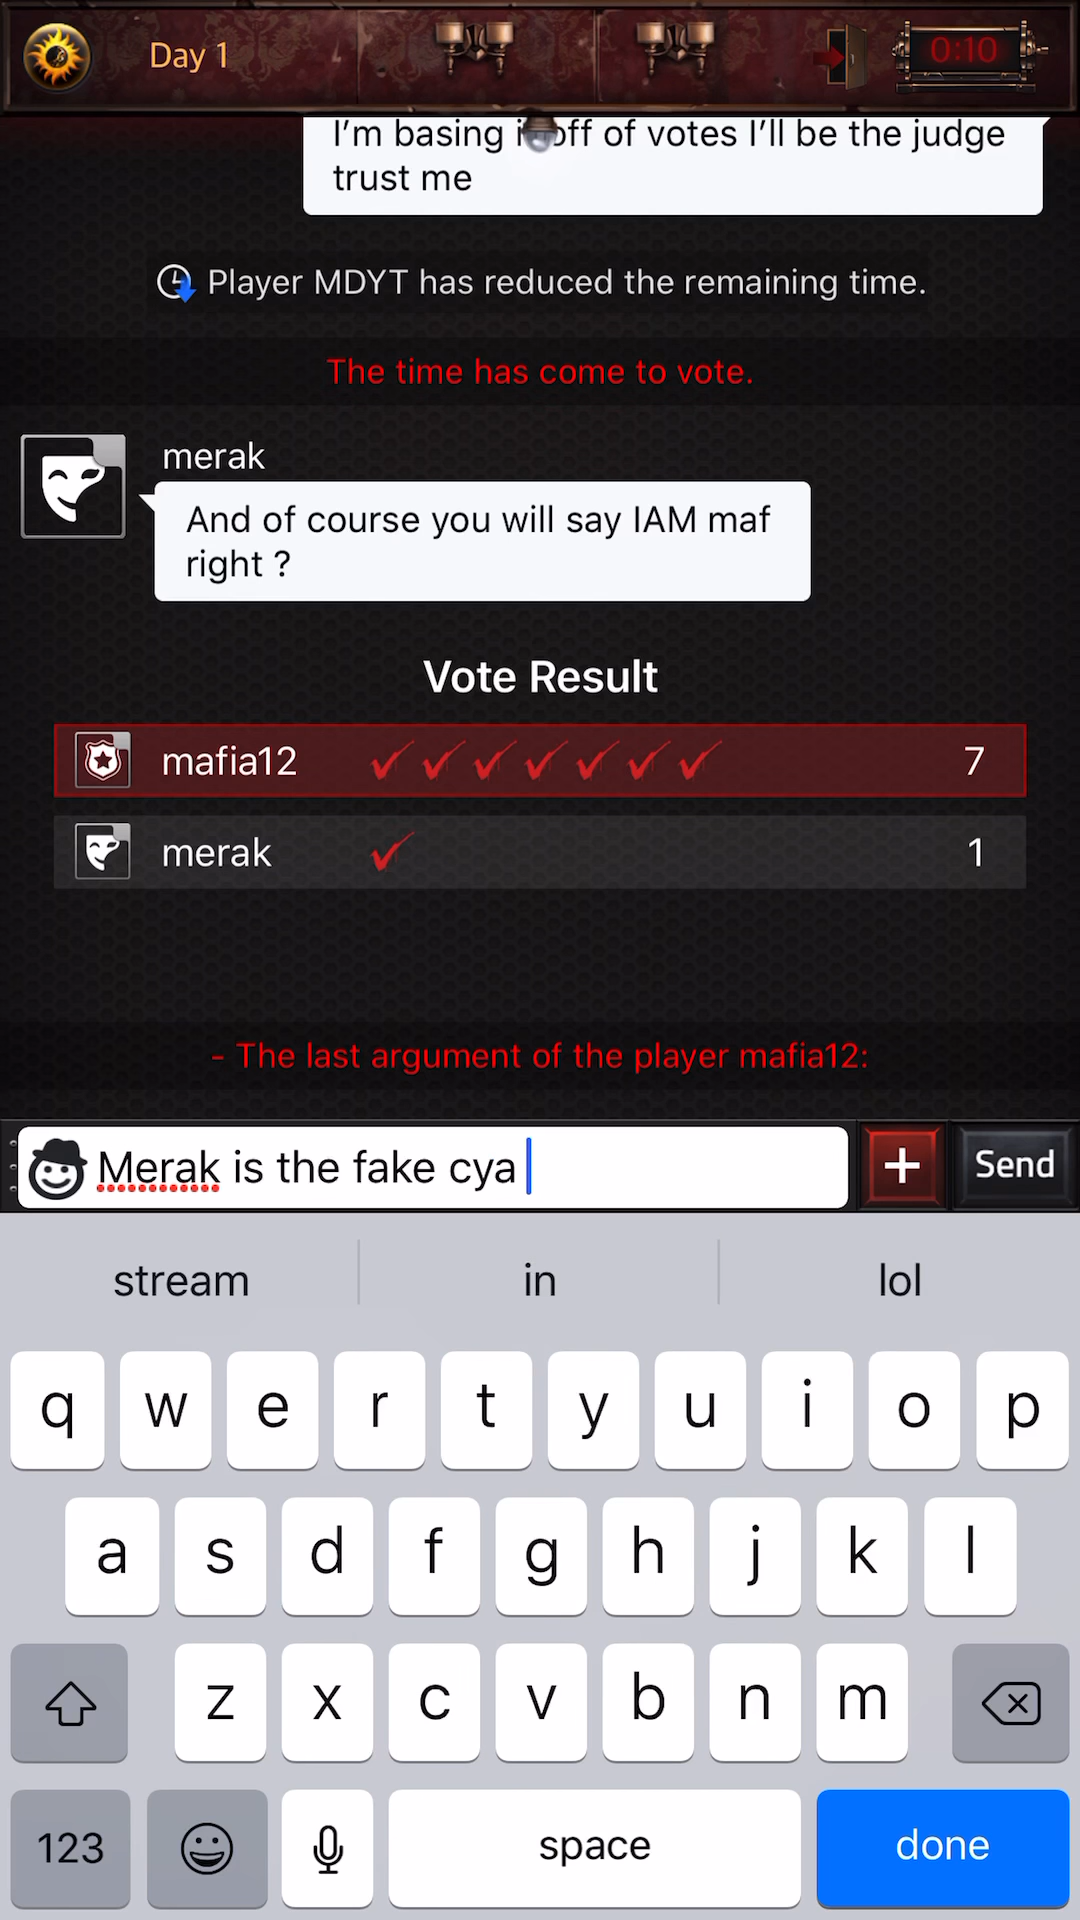 Day 1
0:10
I'm basing off of votes I'll be the judge
trust me
Player MDYT has reduced the remaining time.
The time has come to vote.
merak
And of course you will say IAM maf
right ?
Vote Result
mafia12 7
merak 1
- The last argument of the player mafia12:
Merak is the fake cya
Send
stream in lol
q w e r t y u i o p
a s d f g h j k l
z x c v b n m
123 space done